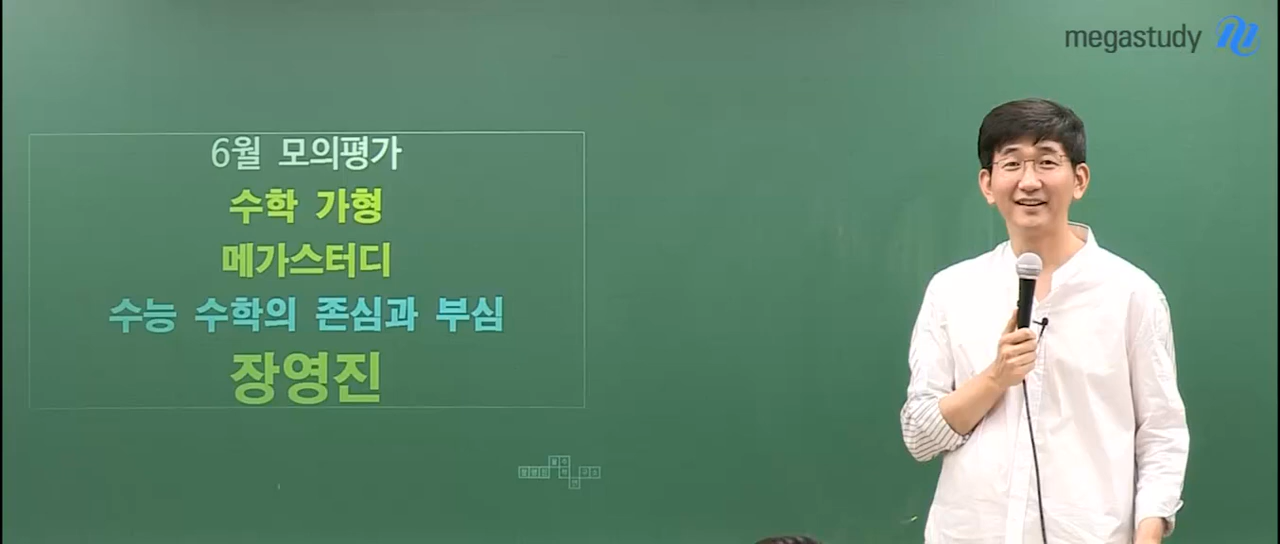 megastudy
6월 모의평가
수학 가형
메가스터디
수능 수학의 존심과 부심
장영진